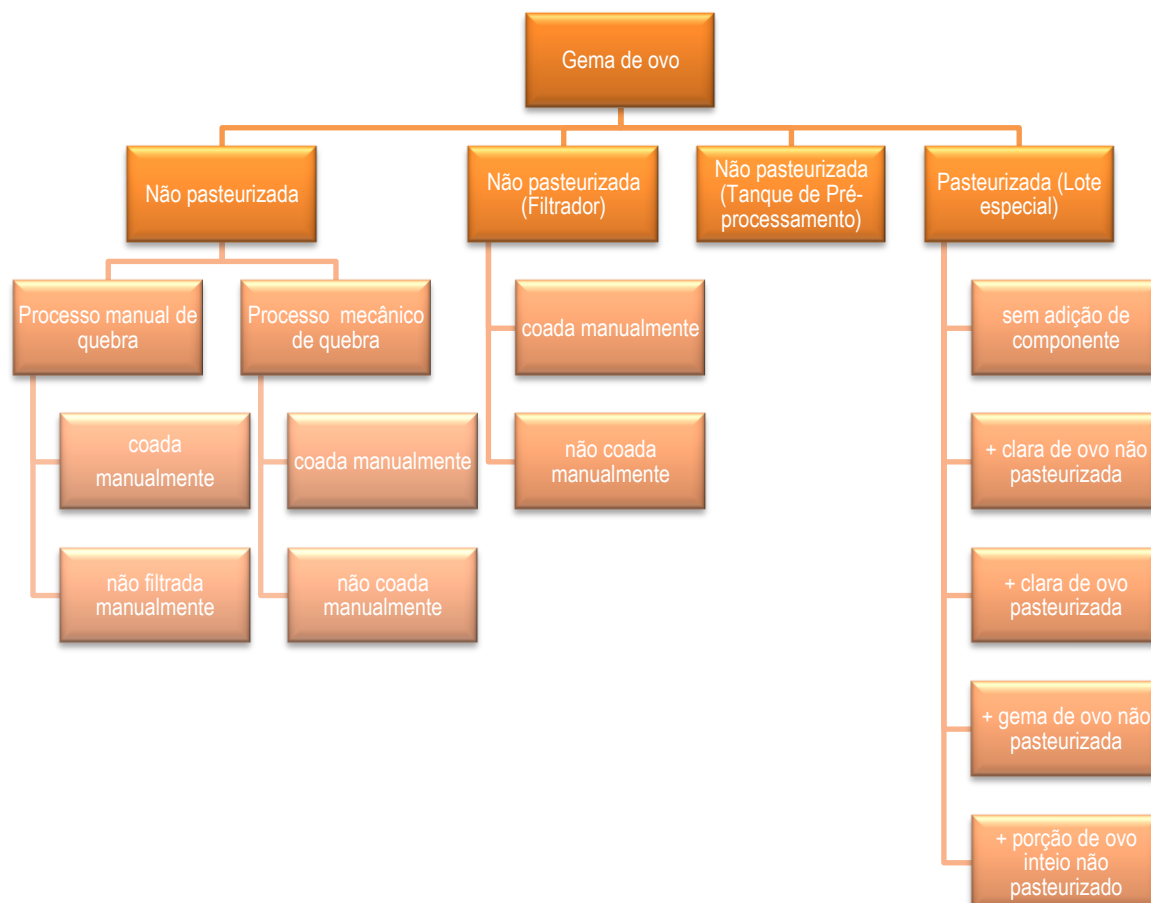 Gema de ovo
Não pasteurizada
Não pasteurizada
(Filtrador)
Não pasteurizada
(Tanque de Pré-
processamento)
Pasteurizada (Lote
especial)
Processo manual de
quebra
Processo  mecânico
de quebra
coada manualmente
sem adição de
componente
coada
manualmente
coada manualmente
não coada
manualmente
+ clara de ovo não
pasteurizada
não filtrada
manualmente
não coada
manualmente
+ clara de ovo
pasteurizada
+ gema de ovo não
pasteurizada
+ porção de ovo
inteio não
pasteurizado